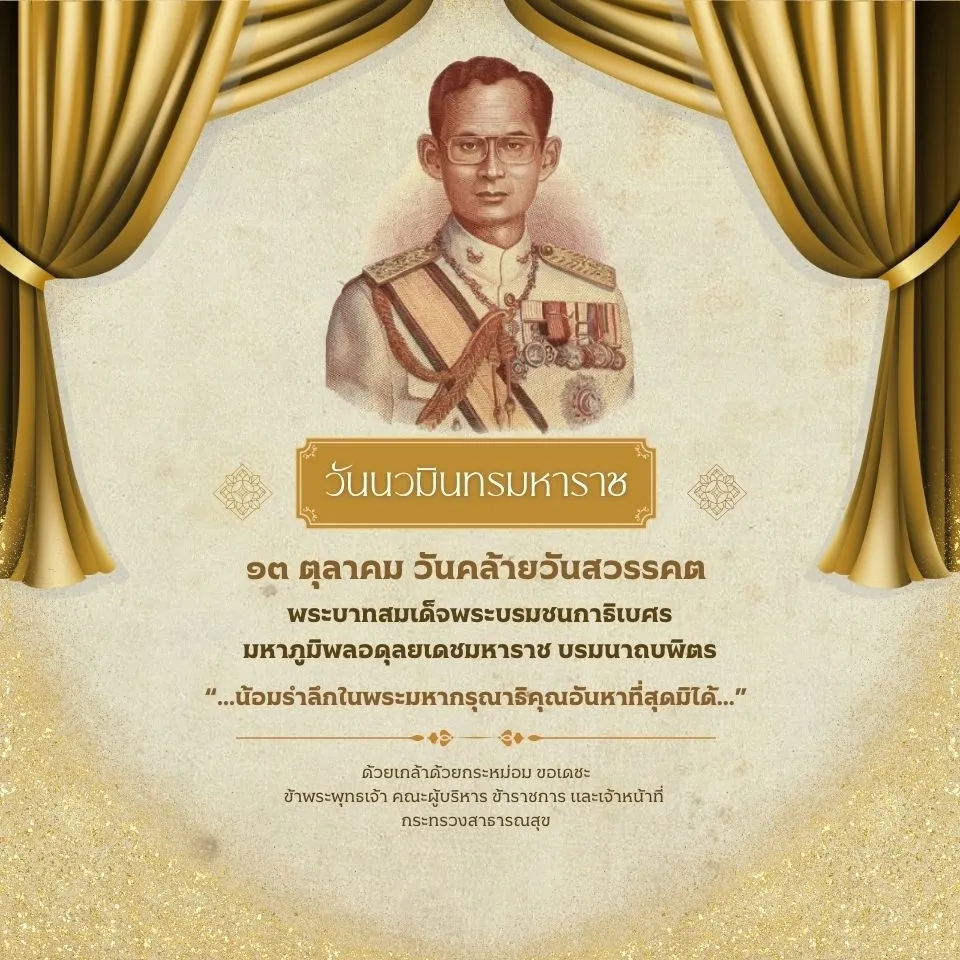 วันนวมินทรมหาราช
๑๓ ตุลาคม วันคล้ายวันสวรรคต
พระบาทสมเด็จพระบรมชนกาธิเบศร
มหาภูมิพลอดุลยเดชมหาราช บรมนาถบพิตร
“...น้อมรำลึกในพระมหากรุณาธิคุณอันหาที่สุดมิได้...”
ด้วยเกล้าด้วยกระหม่อม ขอเดชะ
ข้าพระพุทธเจ้า คณะผู้บริหาร ข้าราชการ และเจ้าหน้าที่
กระทรวงสาธารณสุข